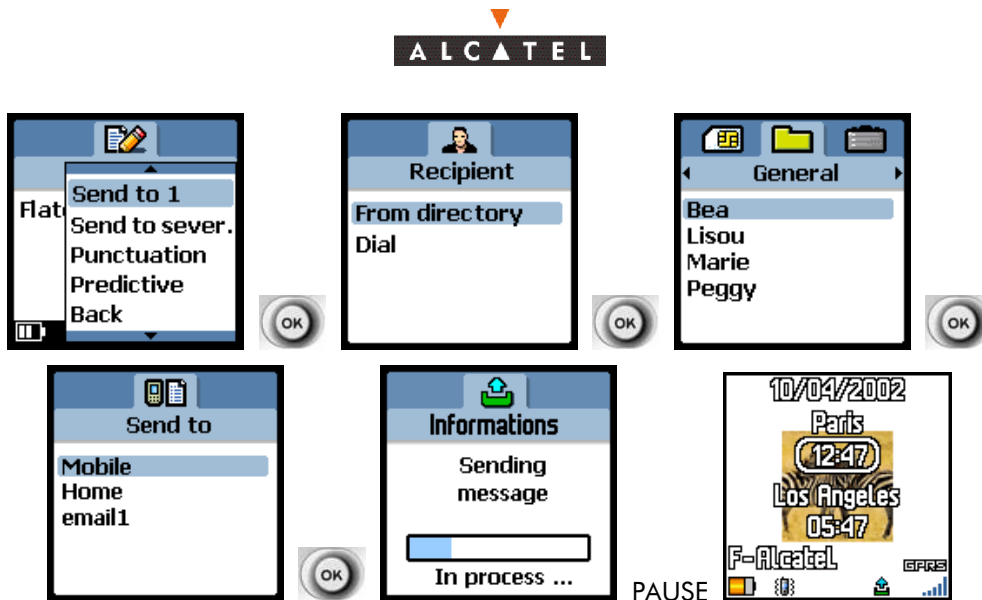 ALCATEL
Flat
Send to 1
Send to sever.
Punctuation
Predictive
Back
OK
Recipient
From directory
Dial
OK
General
Bea
Lisou
Marie
Peggy
OK
Send to
Mobile
Home
email1
OK
Informations
Sending
message
In process ...
PAUSE
10/04/2002
Paris
12:47
Los Angeles
05:47
F-Alcatel
GPRS